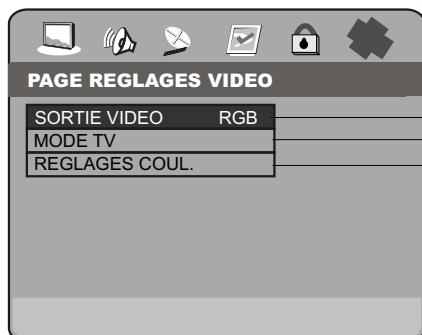 PAGE REGLAGES VIDEO
SORTIE VIDEO RGB
MODE TV
REGLAGES COUL.